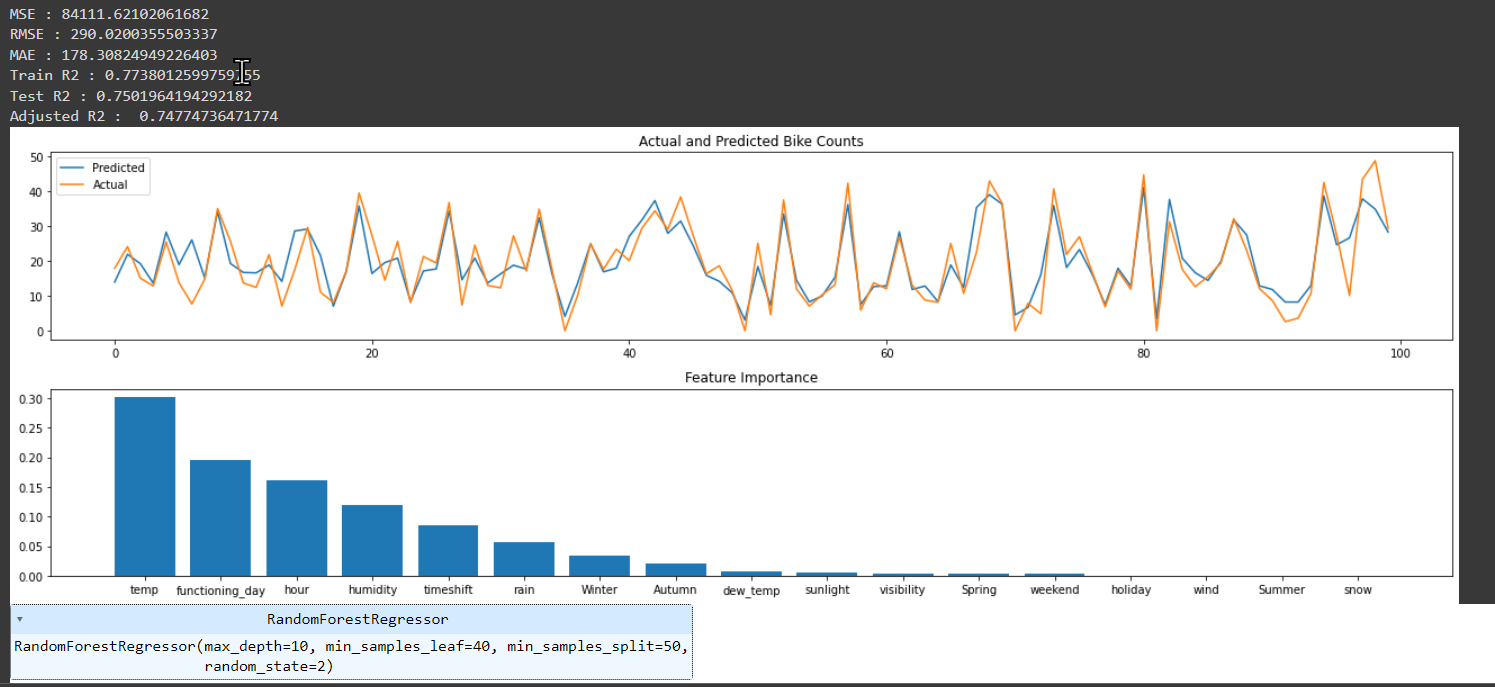 MSE : 84111.62102061682
RMSE : 290.0200355503337
MAE : 178.30824949226403
Test R2 : 0.7501964194292182
Adjusted R2 :  0.74774736471774
Actual and Predicted Bike Counts
Predicted
Actual
50
40
30
20
10
0
0 20 40 60 80 100
Feature Importance
0.30
0.25
0.20
0.15
0.10
0.05
0.00
temp functioning_day hour humidity timeshift rain Winter Autumn dew_temp sunlight visibility Spring weekend holiday wind Summer snow
RandomForestRegressor
RandomForestRegressor(max_depth=10, min_samples_leaf=40, min_samples_split=50,
random_state=2)